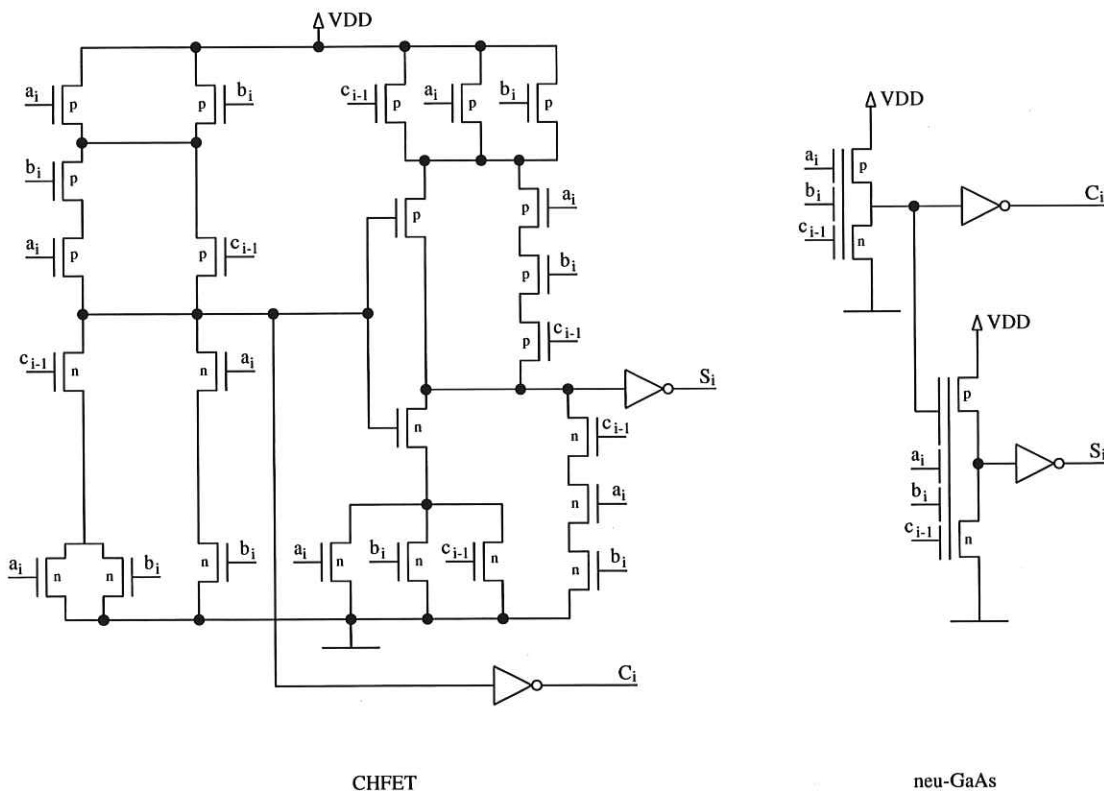 VDD
a_i
p
p
b_i
c_{i-1}
p
a_i
p
b_i
p
b_i
p
a_i
p
p
c_{i-1}
p
p
a_i
p
b_i
p
c_{i-1}
c_{i-1}
n
n
a_i
n
n
c_{i-1}
n
a_i
a_i
n
n
b_i
n
b_i
a_i
n
b_i
n
c_{i-1}
n
n
b_i
S_i
C_i
CHFET
VDD
a_i
p
b_i
c_{i-1}
n
C_i
VDD
p
a_i
b_i
c_{i-1}
n
S_i
neu-GaAs